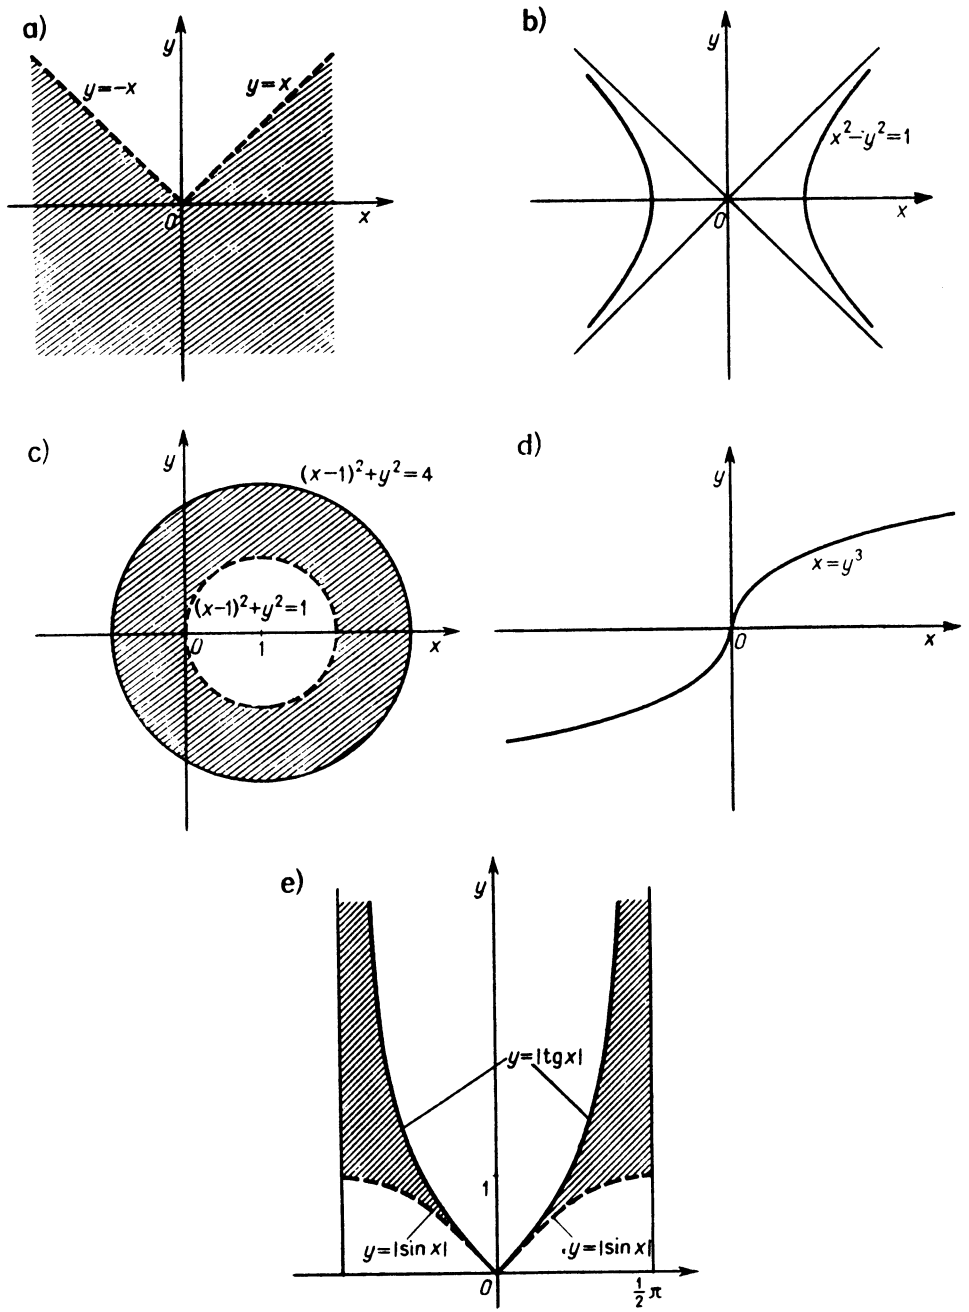 a)
y
y=-x
y=x
0
x
b)
y
x²-y²=1
0
x
c)
y
(x-1)²+y²=4
(x-1)²+y²=1
0
1
x
d)
y
x=y³
0
x
e)
y
y=|tgx|
1
y=|sin x|
y=|sin x|
0
½π